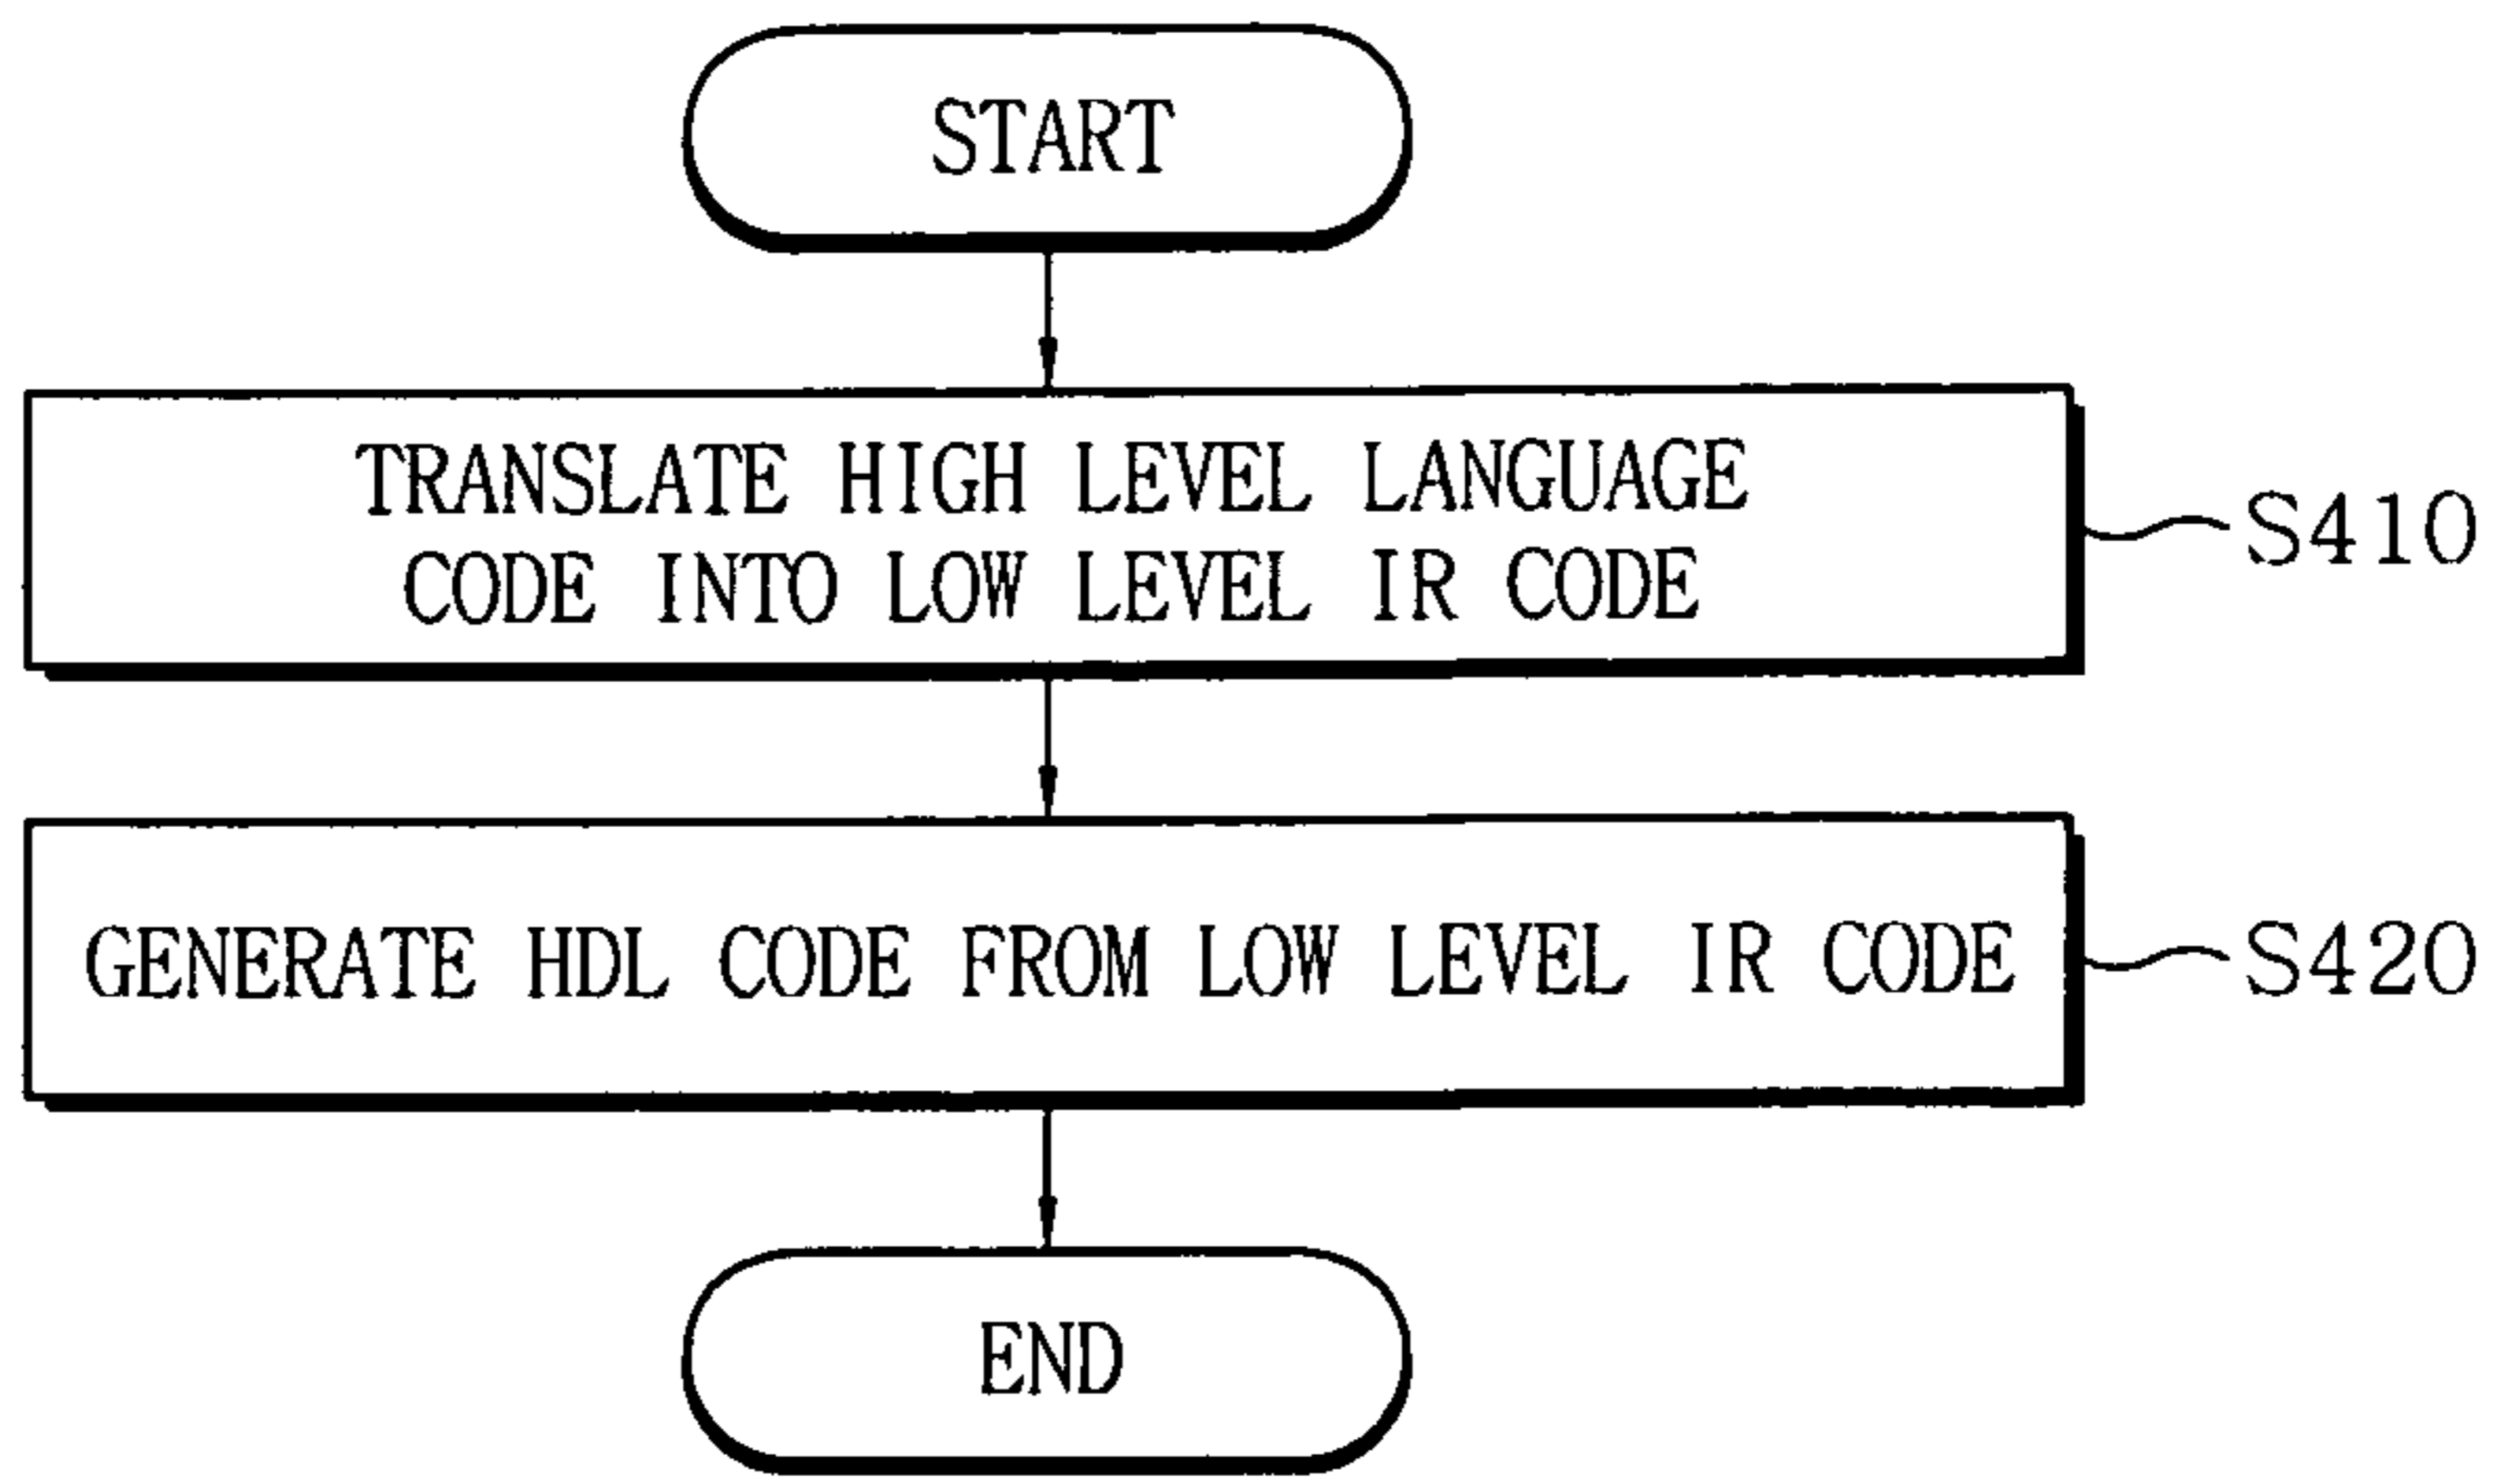 START
TRANSLATE HIGH LEVEL LANGUAGE
CODE INTO LOW LEVEL IR CODE
S410
GENERATE HDL CODE FROM LOW LEVEL IR CODE
S420
END